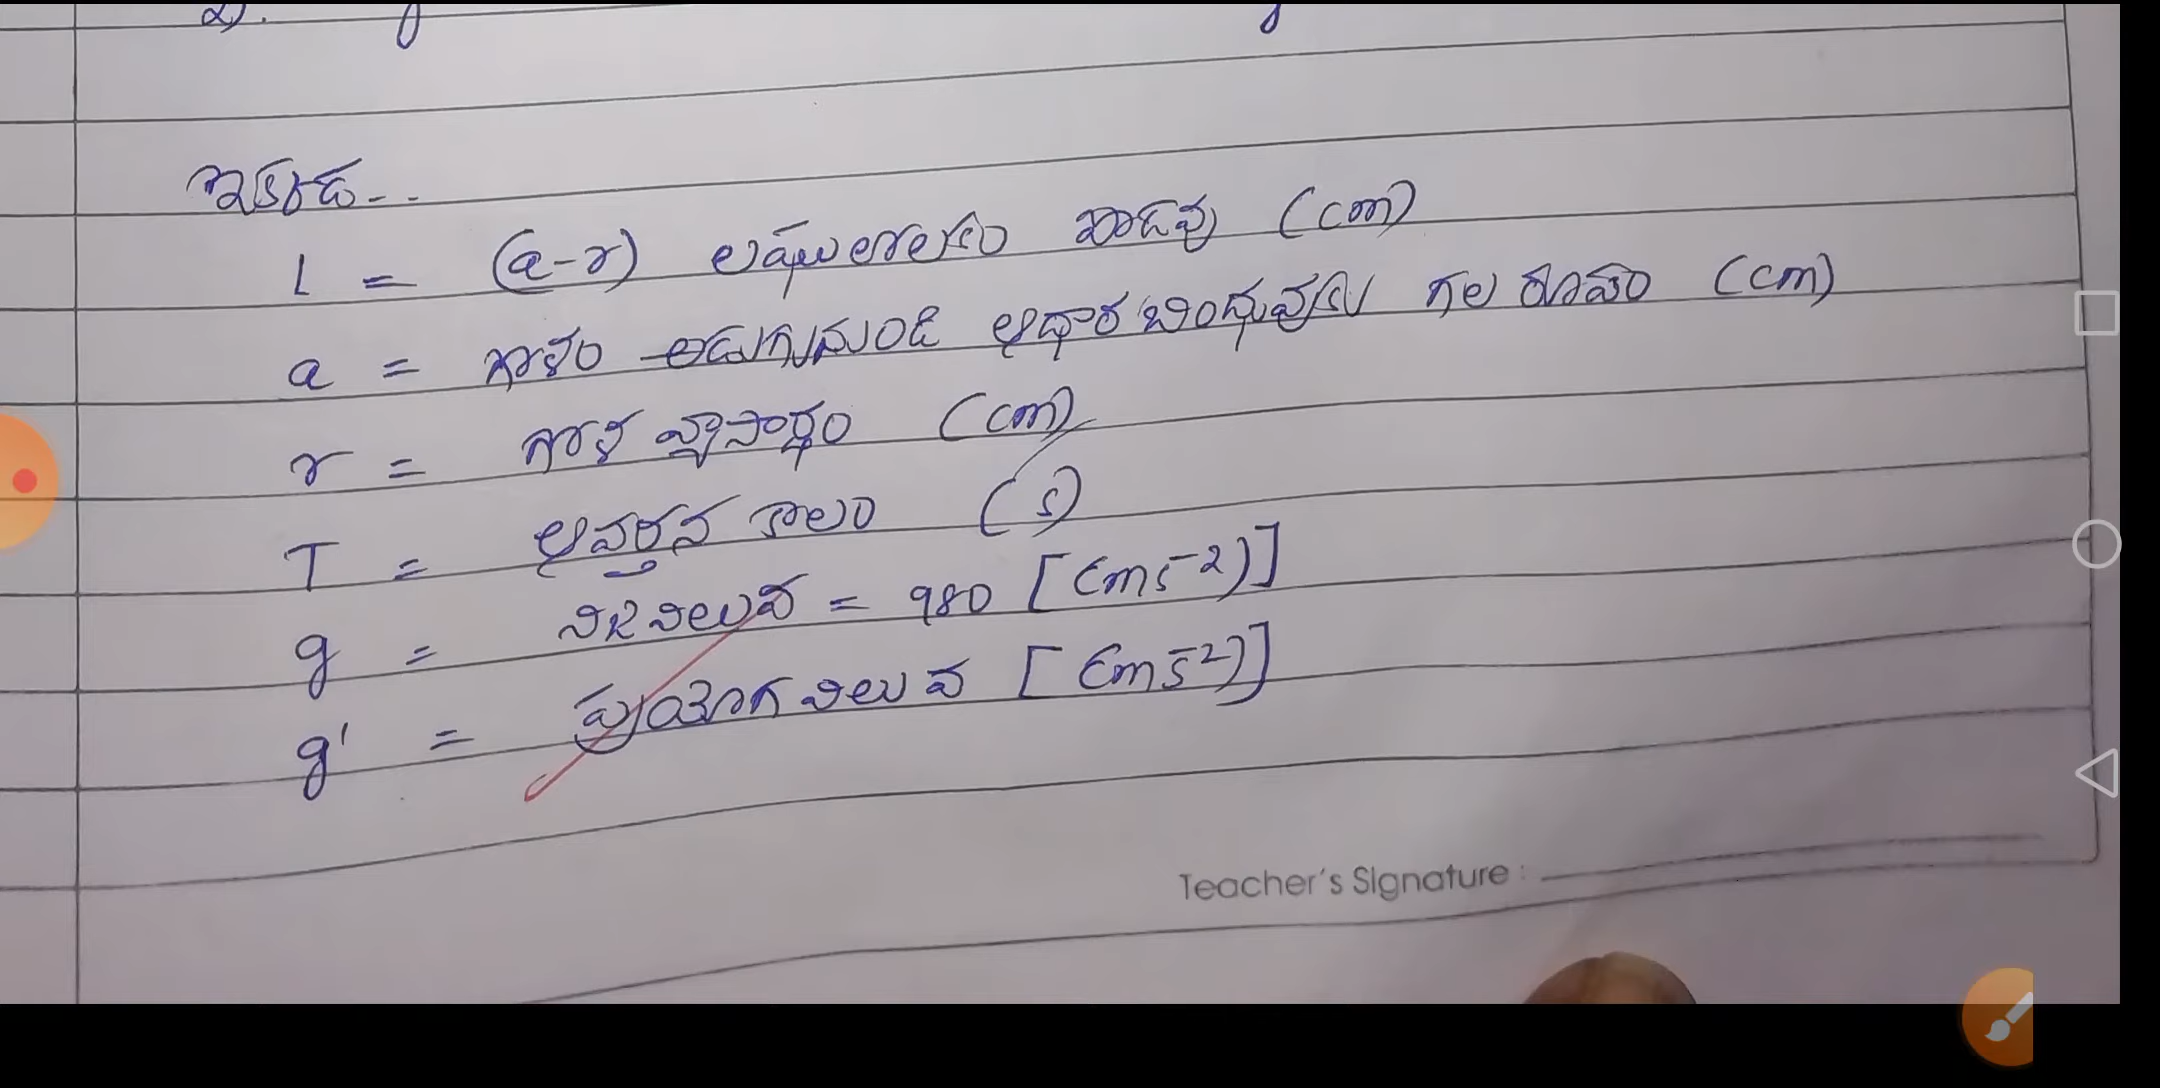 ఇక్కడ..
l = (a-r) లఘులోలకం పొడవు (cm)
a = గోళం అడుగునుండి ఆధార బిందువుకు గల దూరం (cm)
r = గోళ వ్యాసార్థం (cm)
T = ఆవర్తన కాలం (s)
g = నిజ విలువ = 980 [cms⁻²)]
g' = ప్రయోగ విలువ [cms⁻²)]
Teacher's Signature :